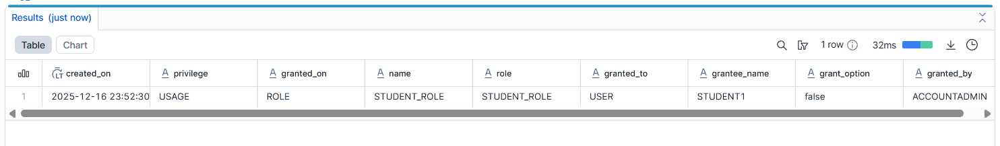 Results (just now)
Table Chart 1 row 32ms
created_on privilege granted_on name role granted_to grantee_name grant_option granted_by
1 2025-12-16 23:52:30 USAGE ROLE STUDENT_ROLE STUDENT_ROLE USER STUDENT1 false ACCOUNTADMIN